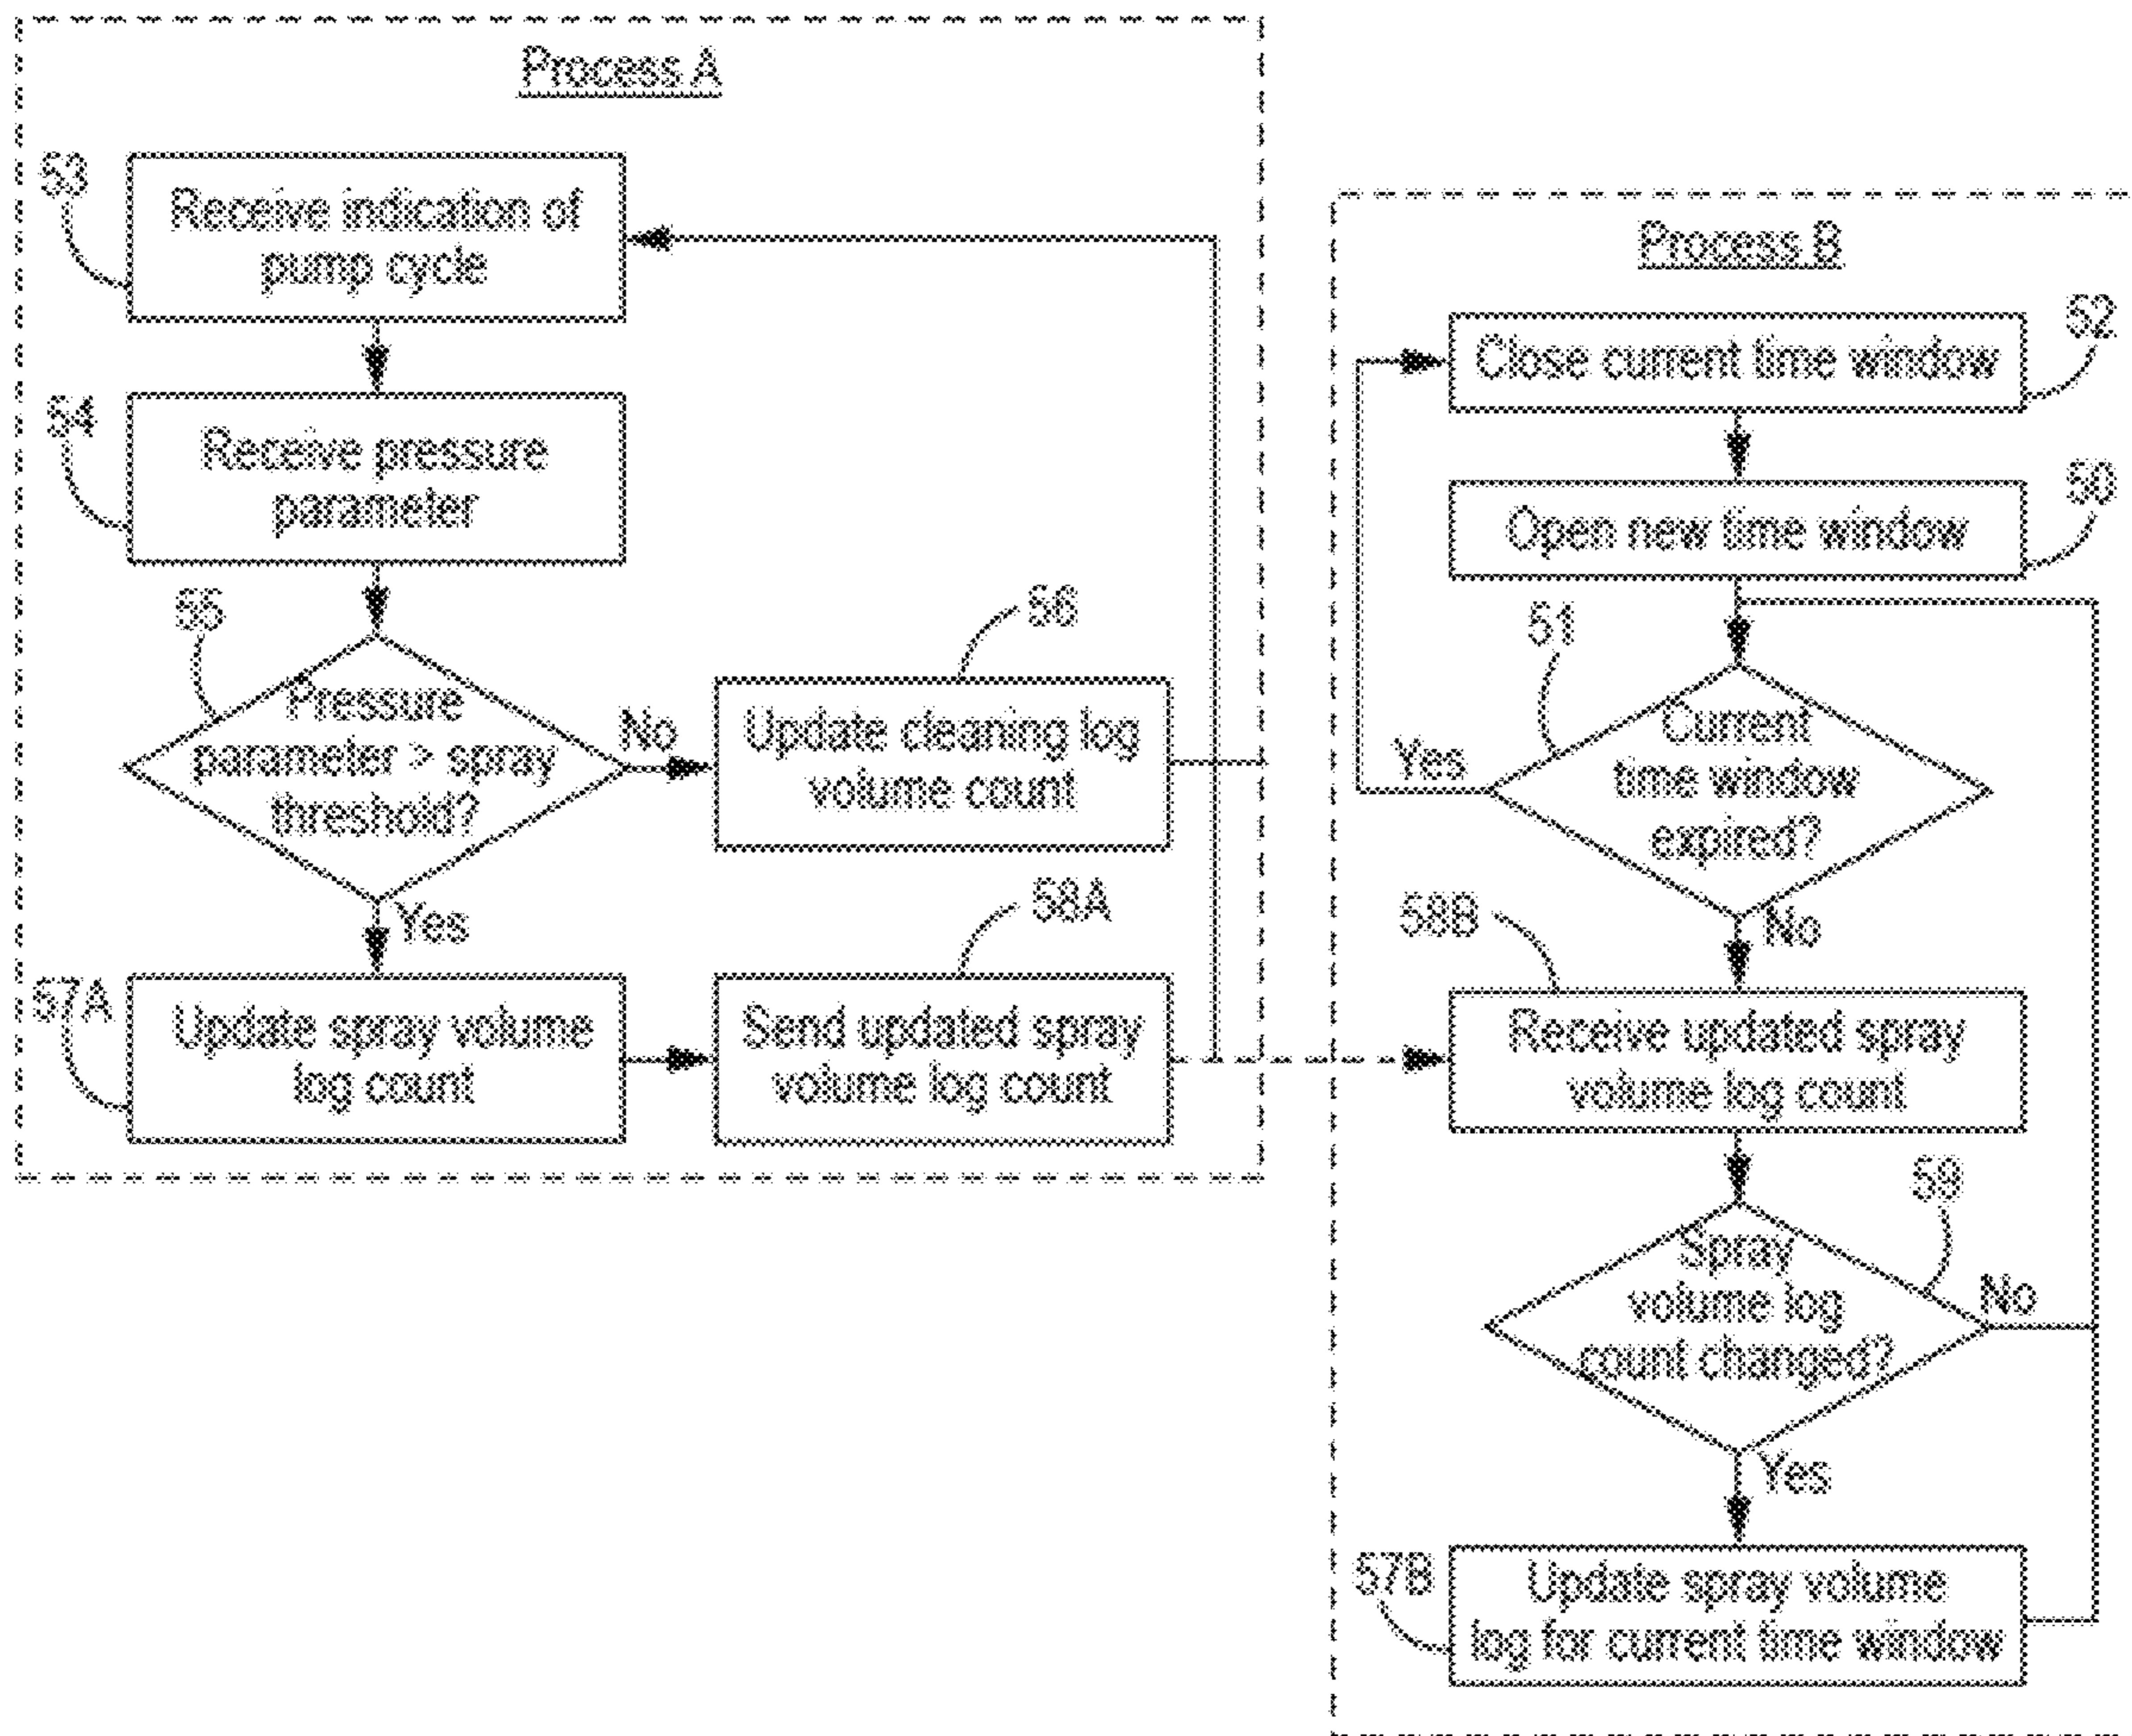 Process A
53
Receive indication of
pump cycle
54
Receive pressure
parameter
55
Pressure
parameter > spray
threshold?
No
56
Update cleaning log
volume count
Yes
57A
Update spray volume
log count
58A
Send updated spray
volume log count
Process B
52
Close current time window
50
Open new time window
51
Current
time window
expired?
Yes
No
58B
Receive updated spray
volume log count
59
Spray
volume log
count changed?
No
Yes
57B
Update spray volume
log for current time window